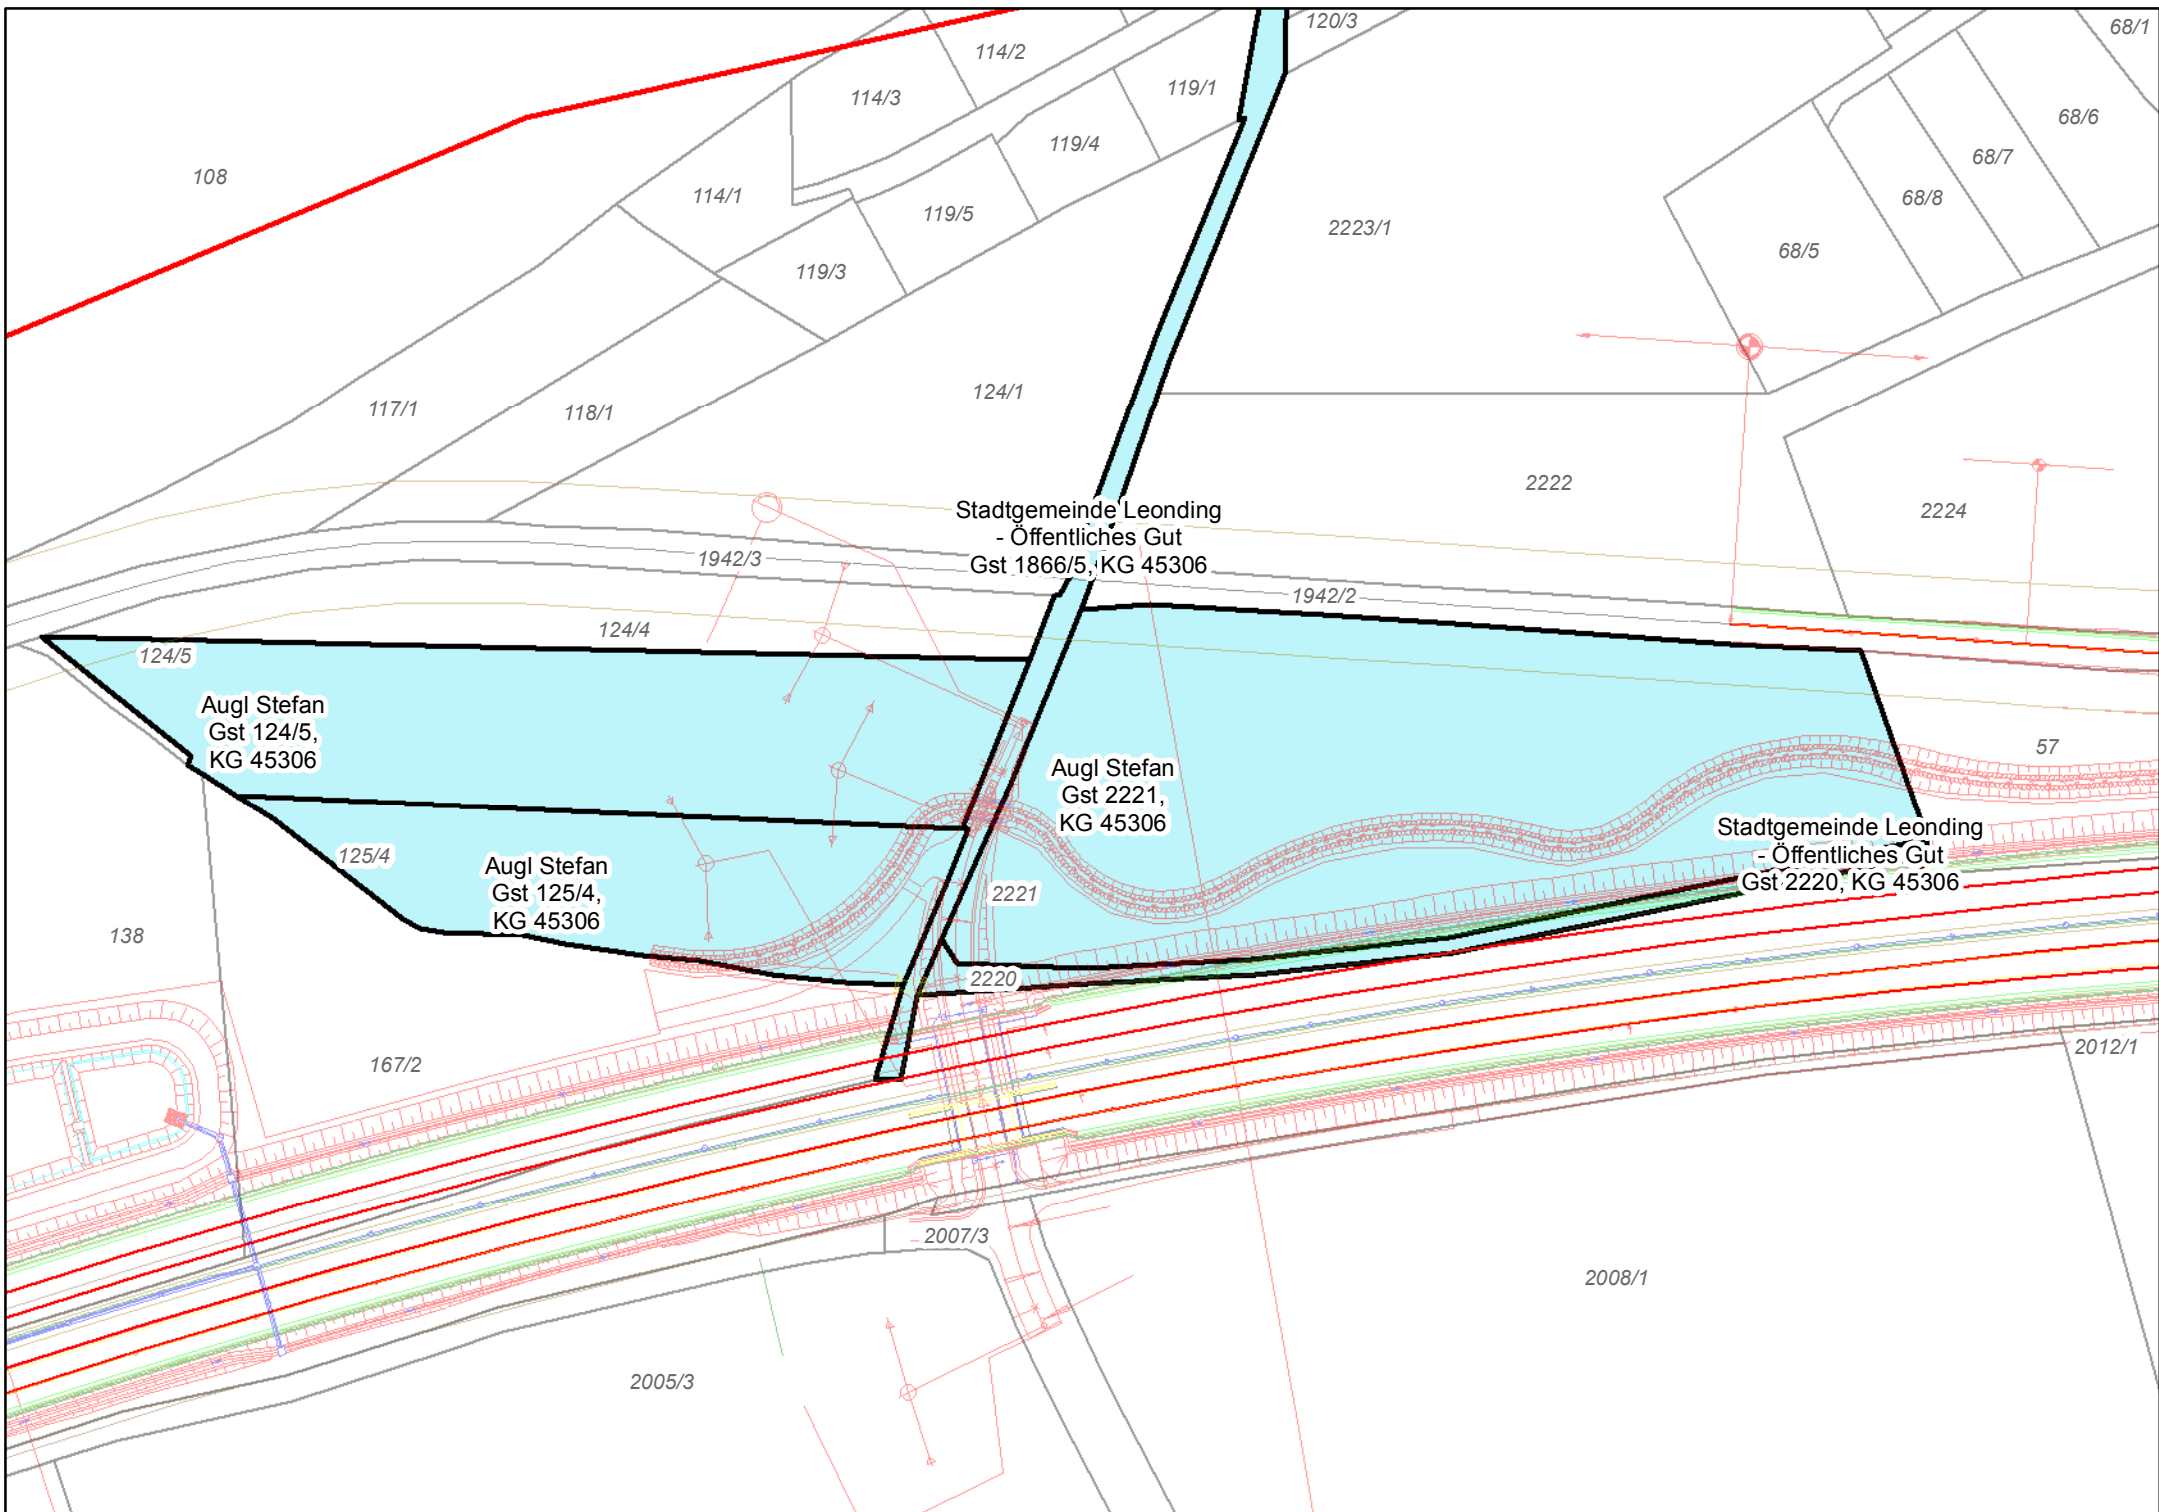 120/3
68/1
114/2
114/3
119/1
68/6
119/4
68/7
108
114/1
68/8
119/5
2223/1
68/5
119/3
124/1
117/1
118/1
2222
2224
Stadtgemeinde Leonding
- Öffentliches Gut
Gst 1866/5, KG 45306
1942/3
1942/2
124/4
124/5
Augl Stefan
Gst 124/5,
KG 45306
57
Augl Stefan
Gst 2221,
KG 45306
Stadtgemeinde Leonding
- Öffentliches Gut
Gst 2220, KG 45306
125/4
Augl Stefan
Gst 125/4,
KG 45306
2221
138
2220
167/2
2012/1
2007/3
2008/1
2005/3